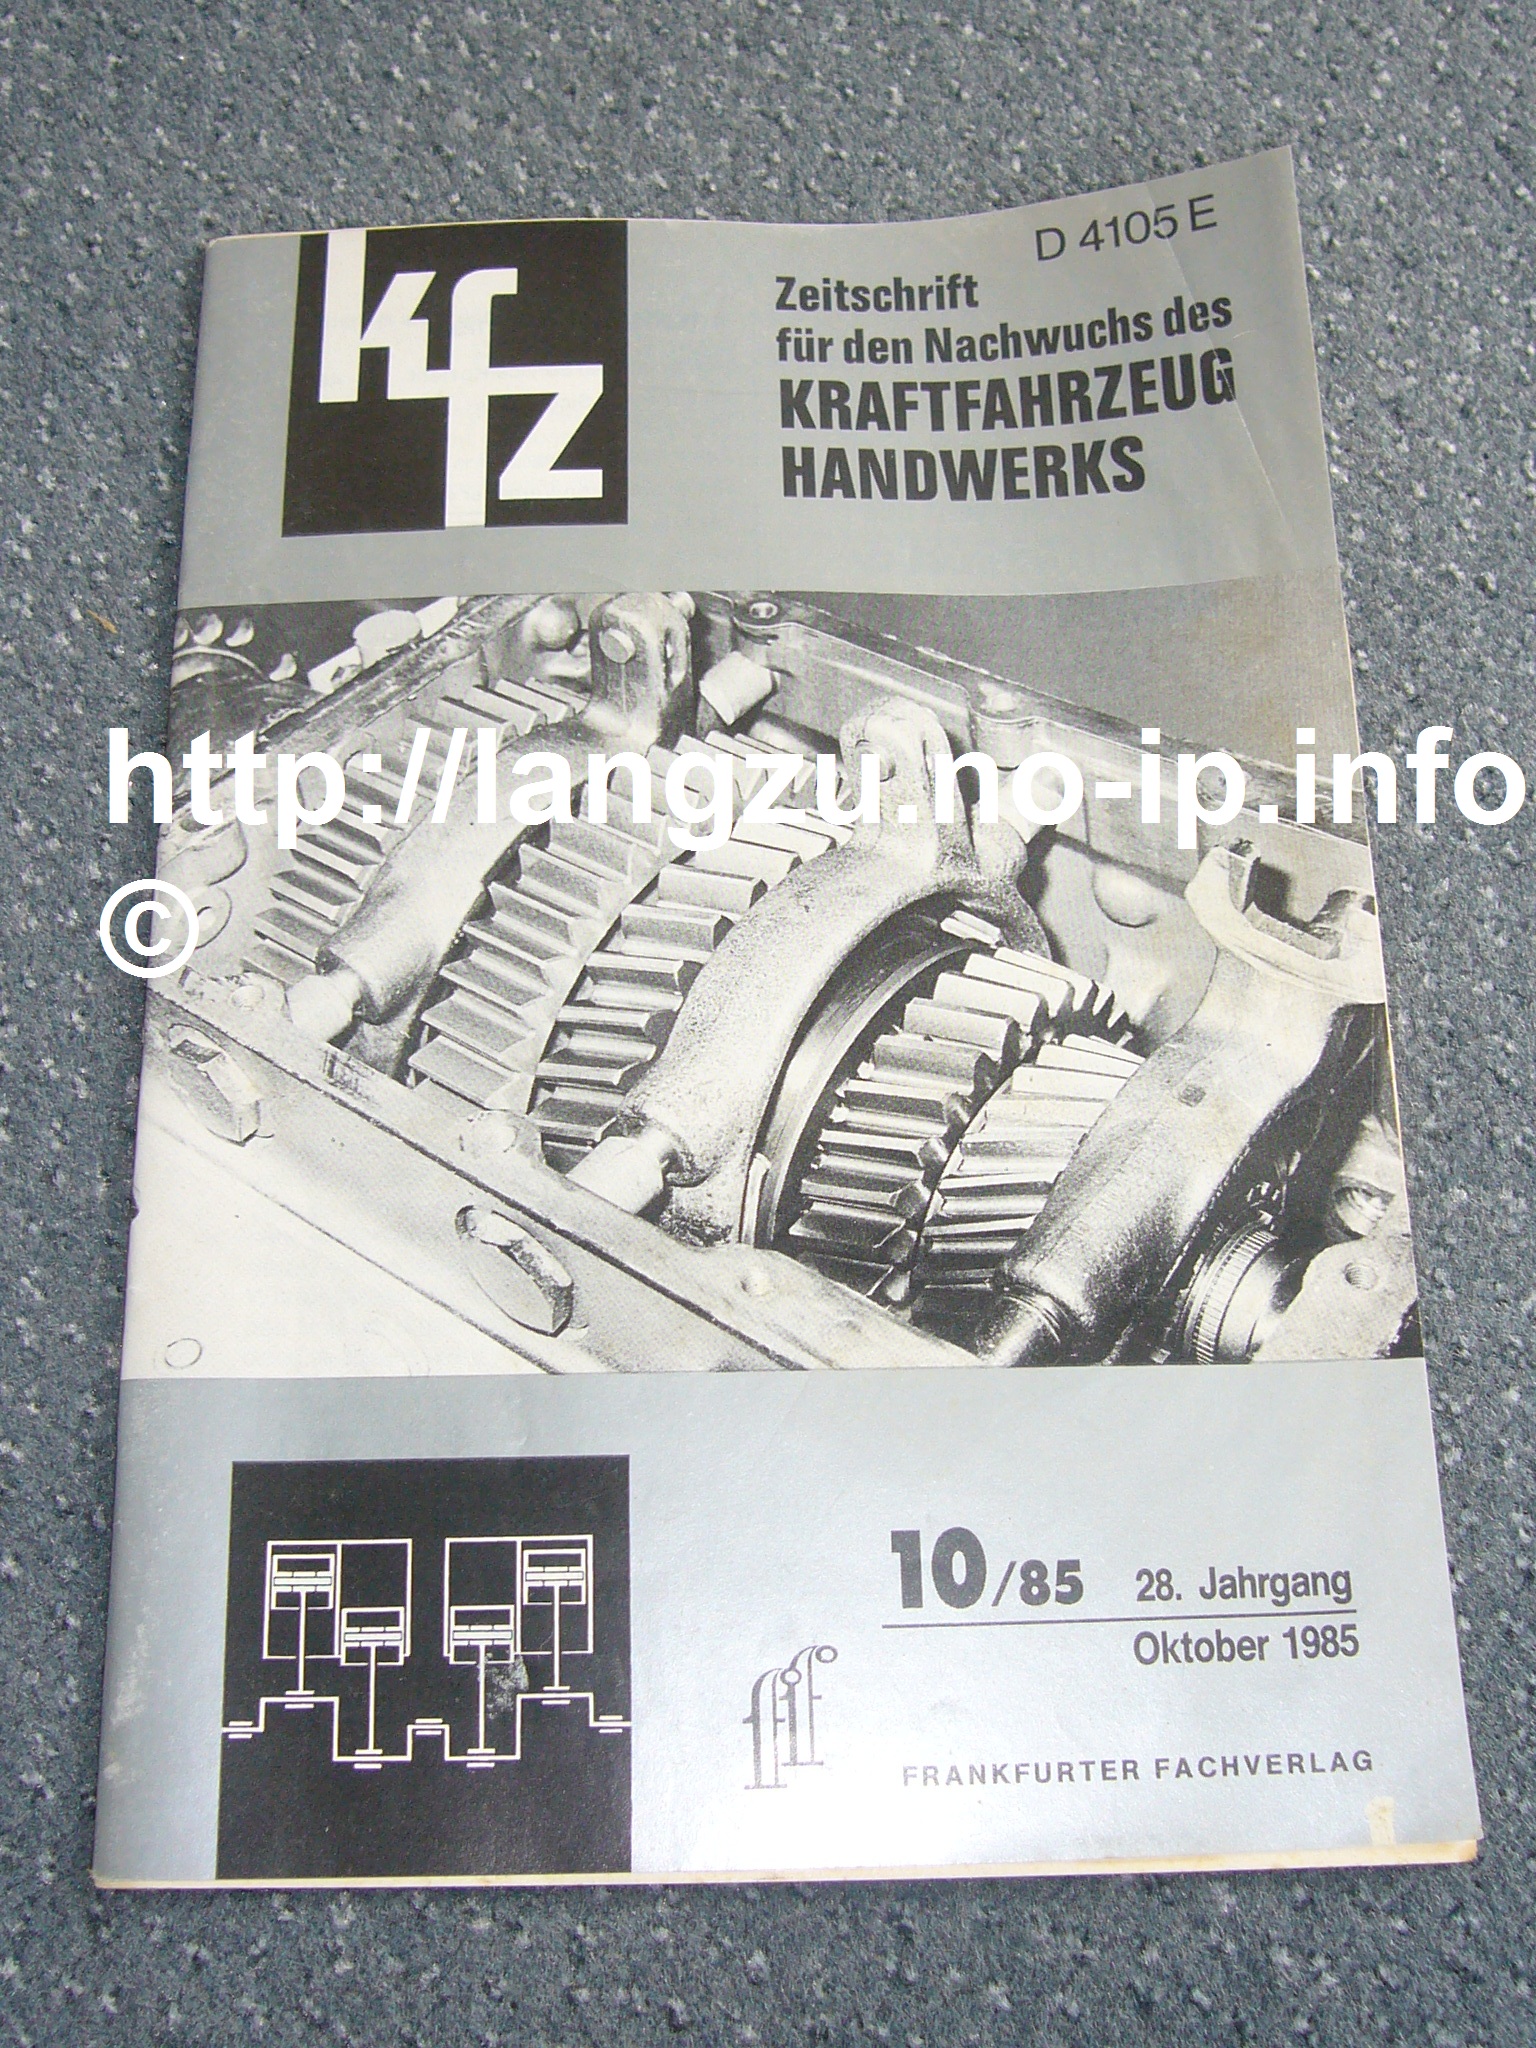 D 4105 E
kfz
Zeitschrift
für den Nachwuchs des
KRAFTFAHRZEUG
HANDWERKS
http://langzu.no-ip.info
©
10/85 28. Jahrgang
Oktober 1985
fff
FRANKFURTER FACHVERLAG